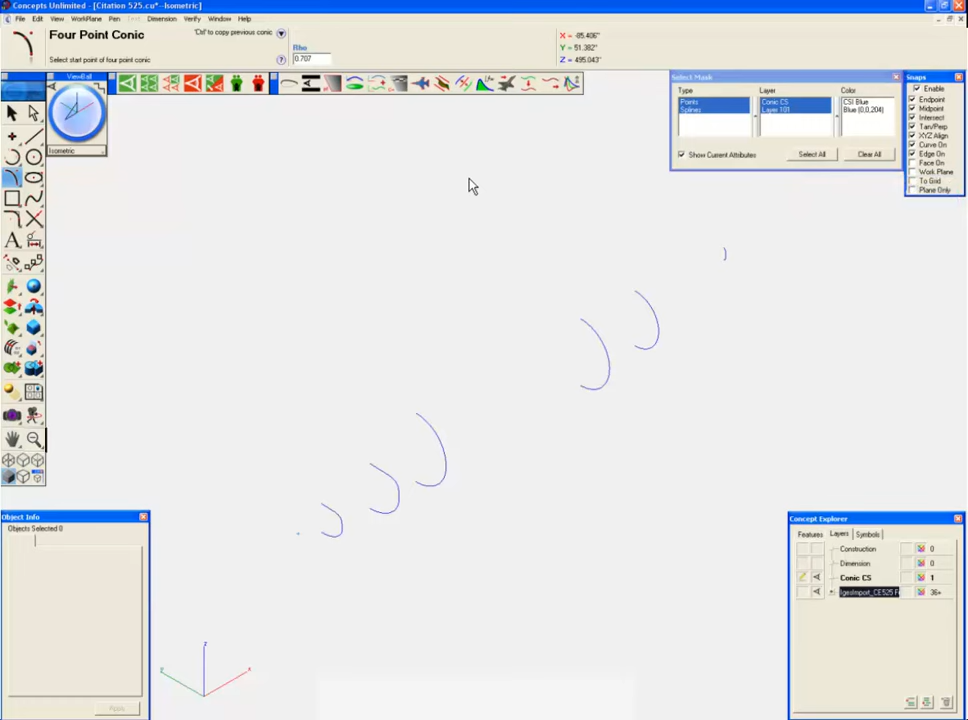 Concepts Unlimited - [Citation 525.cu*--Isometric]
File Edit View WorkPlane Pen Text Dimension Verify Window Help
Four Point Conic
'Ctrl' to copy previous conic
Select start point of four point conic
Rho
0.707
X = -85.406"
Y = 51.382"
Z = 495.043"
ViewBall
Isometric
Select Mask
Type Layer Color
Points Conic CS CSI Blue
Splines Layer 101 Blue (0,0,204)
Show Current Attributes Select All Clear All
Snaps
Enable
Endpoint
Midpoint
Intersect
Tan/Perp
XYZ Align
Curve On
Edge On
Face On
Work Plane
To Grid
Plane Only
A
z
y
x
Object Info
Objects Selected 0
Apply
Concept Explorer
Features Layers Symbols
Construction 0
Dimension 0
Conic CS 1
IgesImport_CE525 F 36+